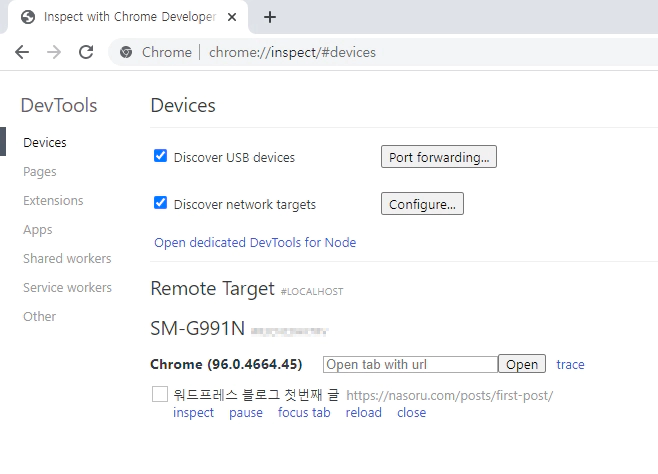 Inspect with Chrome Developer
Chrome | chrome://inspect/#devices
DevTools
Devices
Pages
Extensions
Apps
Shared workers
Service workers
Other
Devices
Discover USB devices Port forwarding...
Discover network targets Configure...
Open dedicated DevTools for Node
Remote Target #LOCALHOST
SM-G991N
Chrome (96.0.4664.45) Open tab with url Open trace
워드프레스 블로그 첫번째 글 https://nasoru.com/posts/first-post/
inspect pause focus tab reload close